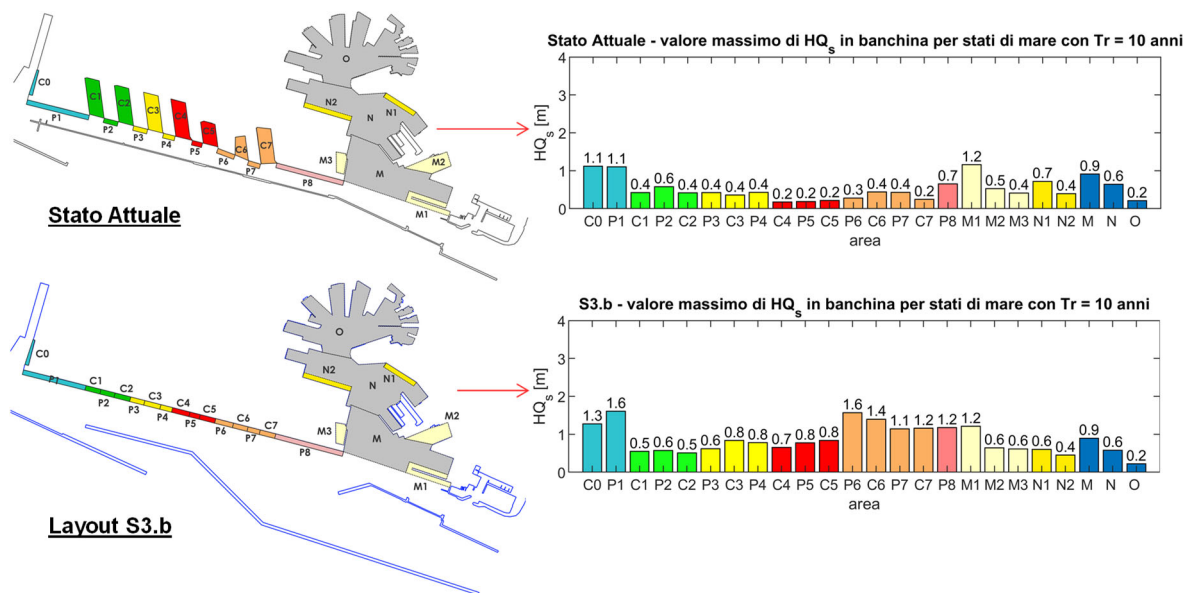 C0
P1
C1
P2
C2
P3
C3
P4
C4
P5
C5
P6
C6
P7
C7
P8
O
N2
N
N1
M3
M
M2
M1
Stato Attuale
Stato Attuale - valore massimo di HQs in banchina per stati di mare con Tr = 10 anni
HQs [m]
4
3
2
1
0
1.1 1.1 0.4 0.6 0.4 0.4 0.4 0.4 0.2 0.2 0.2 0.3 0.4 0.4 0.2 0.7 1.2 0.5 0.4 0.7 0.4 0.9 0.6 0.2
C0 P1 C1 P2 C2 P3 C3 P4 C4 P5 C5 P6 C6 P7 C7 P8 M1 M2 M3 N1 N2 M N O
area
C0
P1
C1
P2
C2
P3
C3
P4
C4
P5
C5
P6
C6
P7
C7
P8
O
N2
N
N1
M3
M
M2
M1
Layout S3.b
S3.b - valore massimo di HQs in banchina per stati di mare con Tr = 10 anni
HQs [m]
4
3
2
1
0
1.3 1.6 0.5 0.6 0.5 0.6 0.8 0.8 0.7 0.8 0.8 1.6 1.4 1.1 1.2 1.2 1.2 0.6 0.6 0.6 0.4 0.9 0.6 0.2
C0 P1 C1 P2 C2 P3 C3 P4 C4 P5 C5 P6 C6 P7 C7 P8 M1 M2 M3 N1 N2 M N O
area